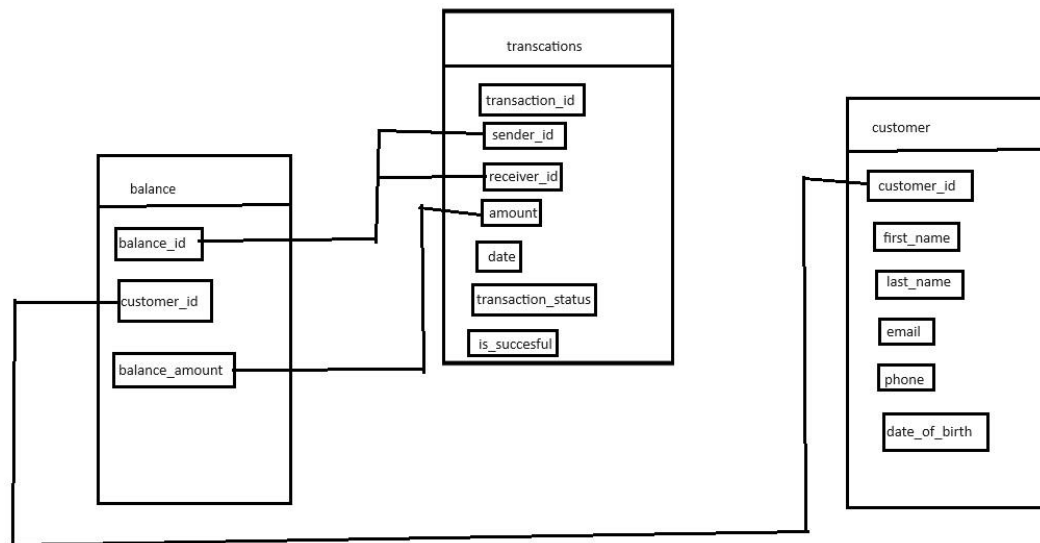 balance
balance_id
customer_id
balance_amount
transcations
transaction_id
sender_id
receiver_id
amount
date
transaction_status
is_succesful
customer
customer_id
first_name
last_name
email
phone
date_of_birth